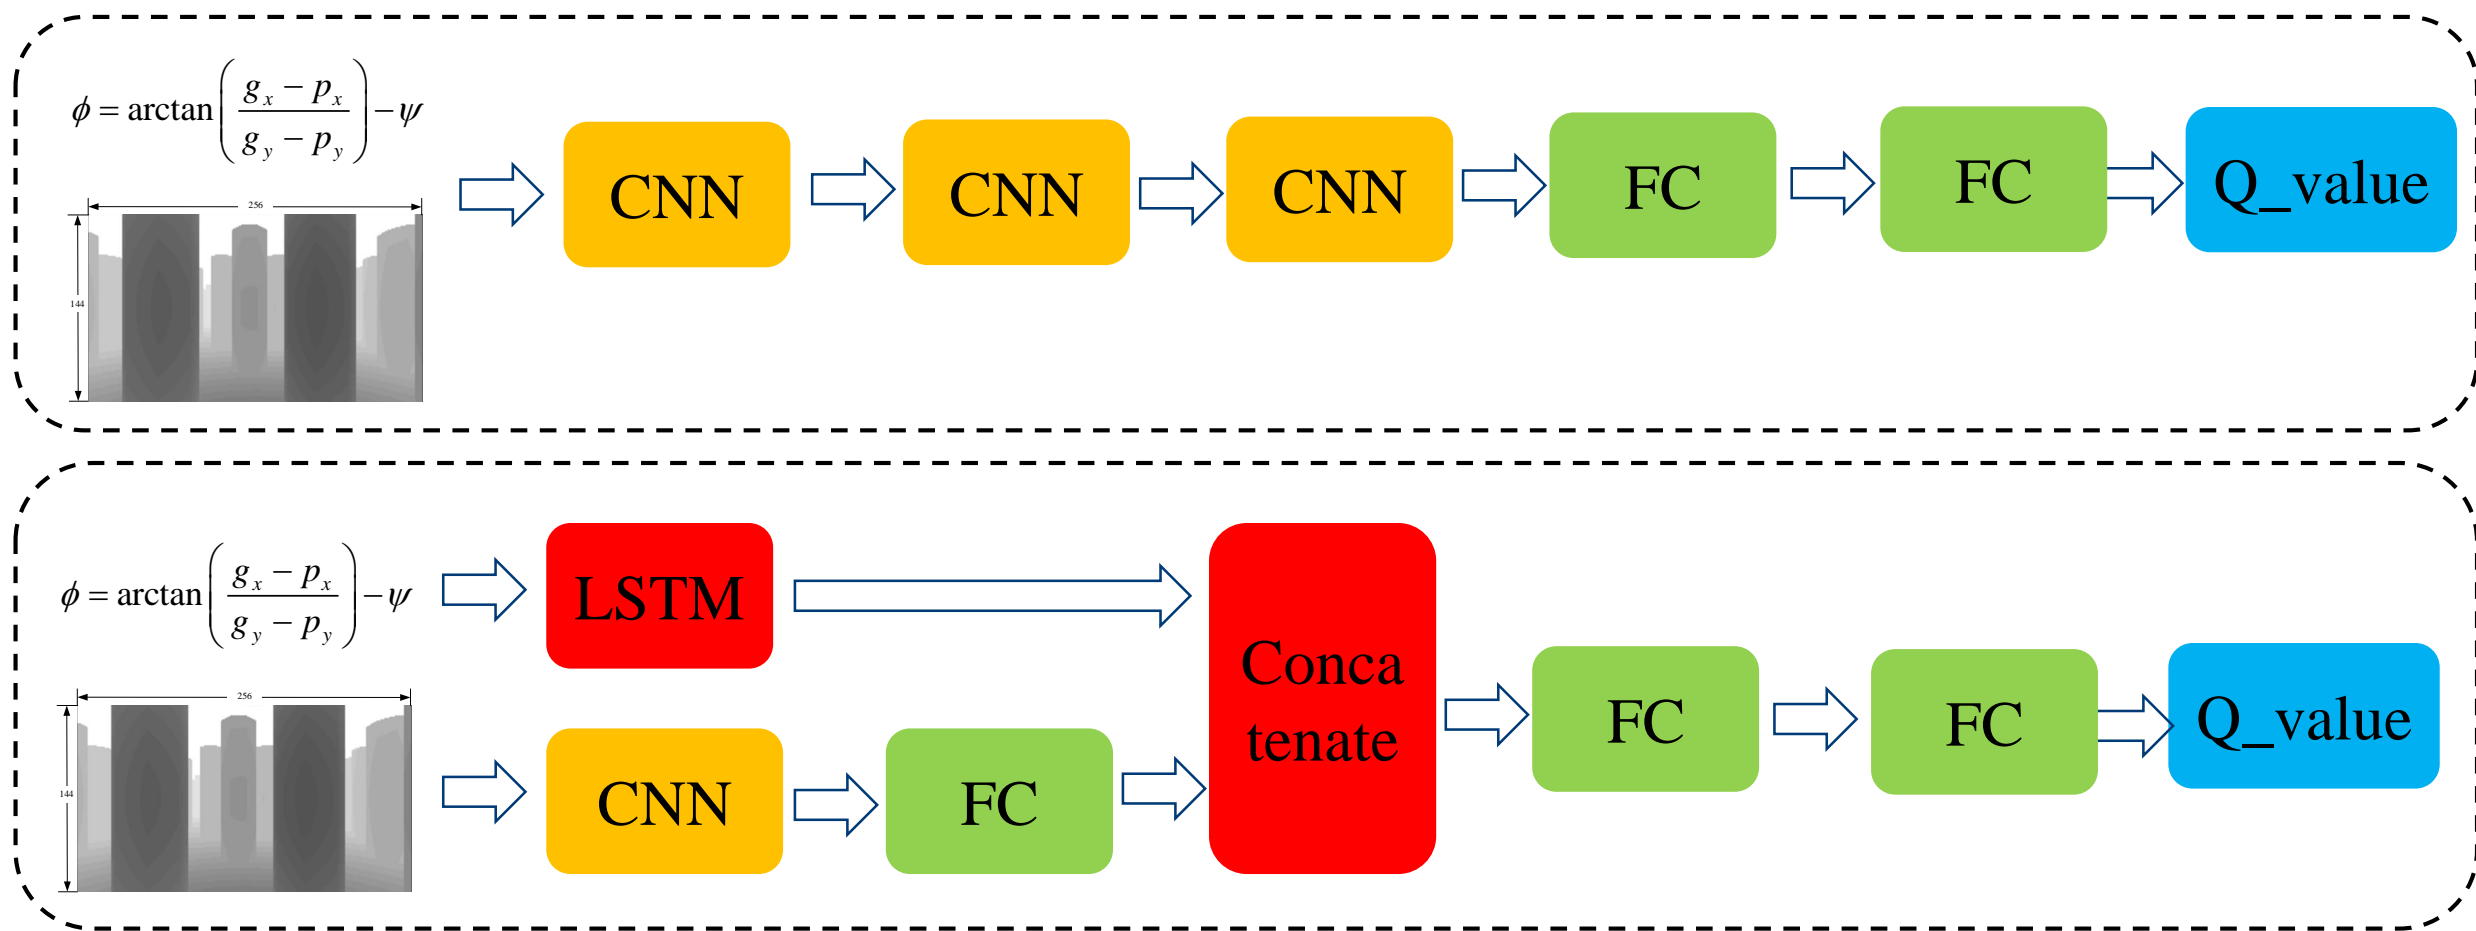 ϕ = arctan( (g_x − p_x) / (g_y − p_y) ) − ψ
256
144
CNN
CNN
CNN
FC
FC
Q_value
ϕ = arctan( (g_x − p_x) / (g_y − p_y) ) − ψ
256
144
LSTM
CNN
FC
Conca
tenate
FC
FC
Q_value